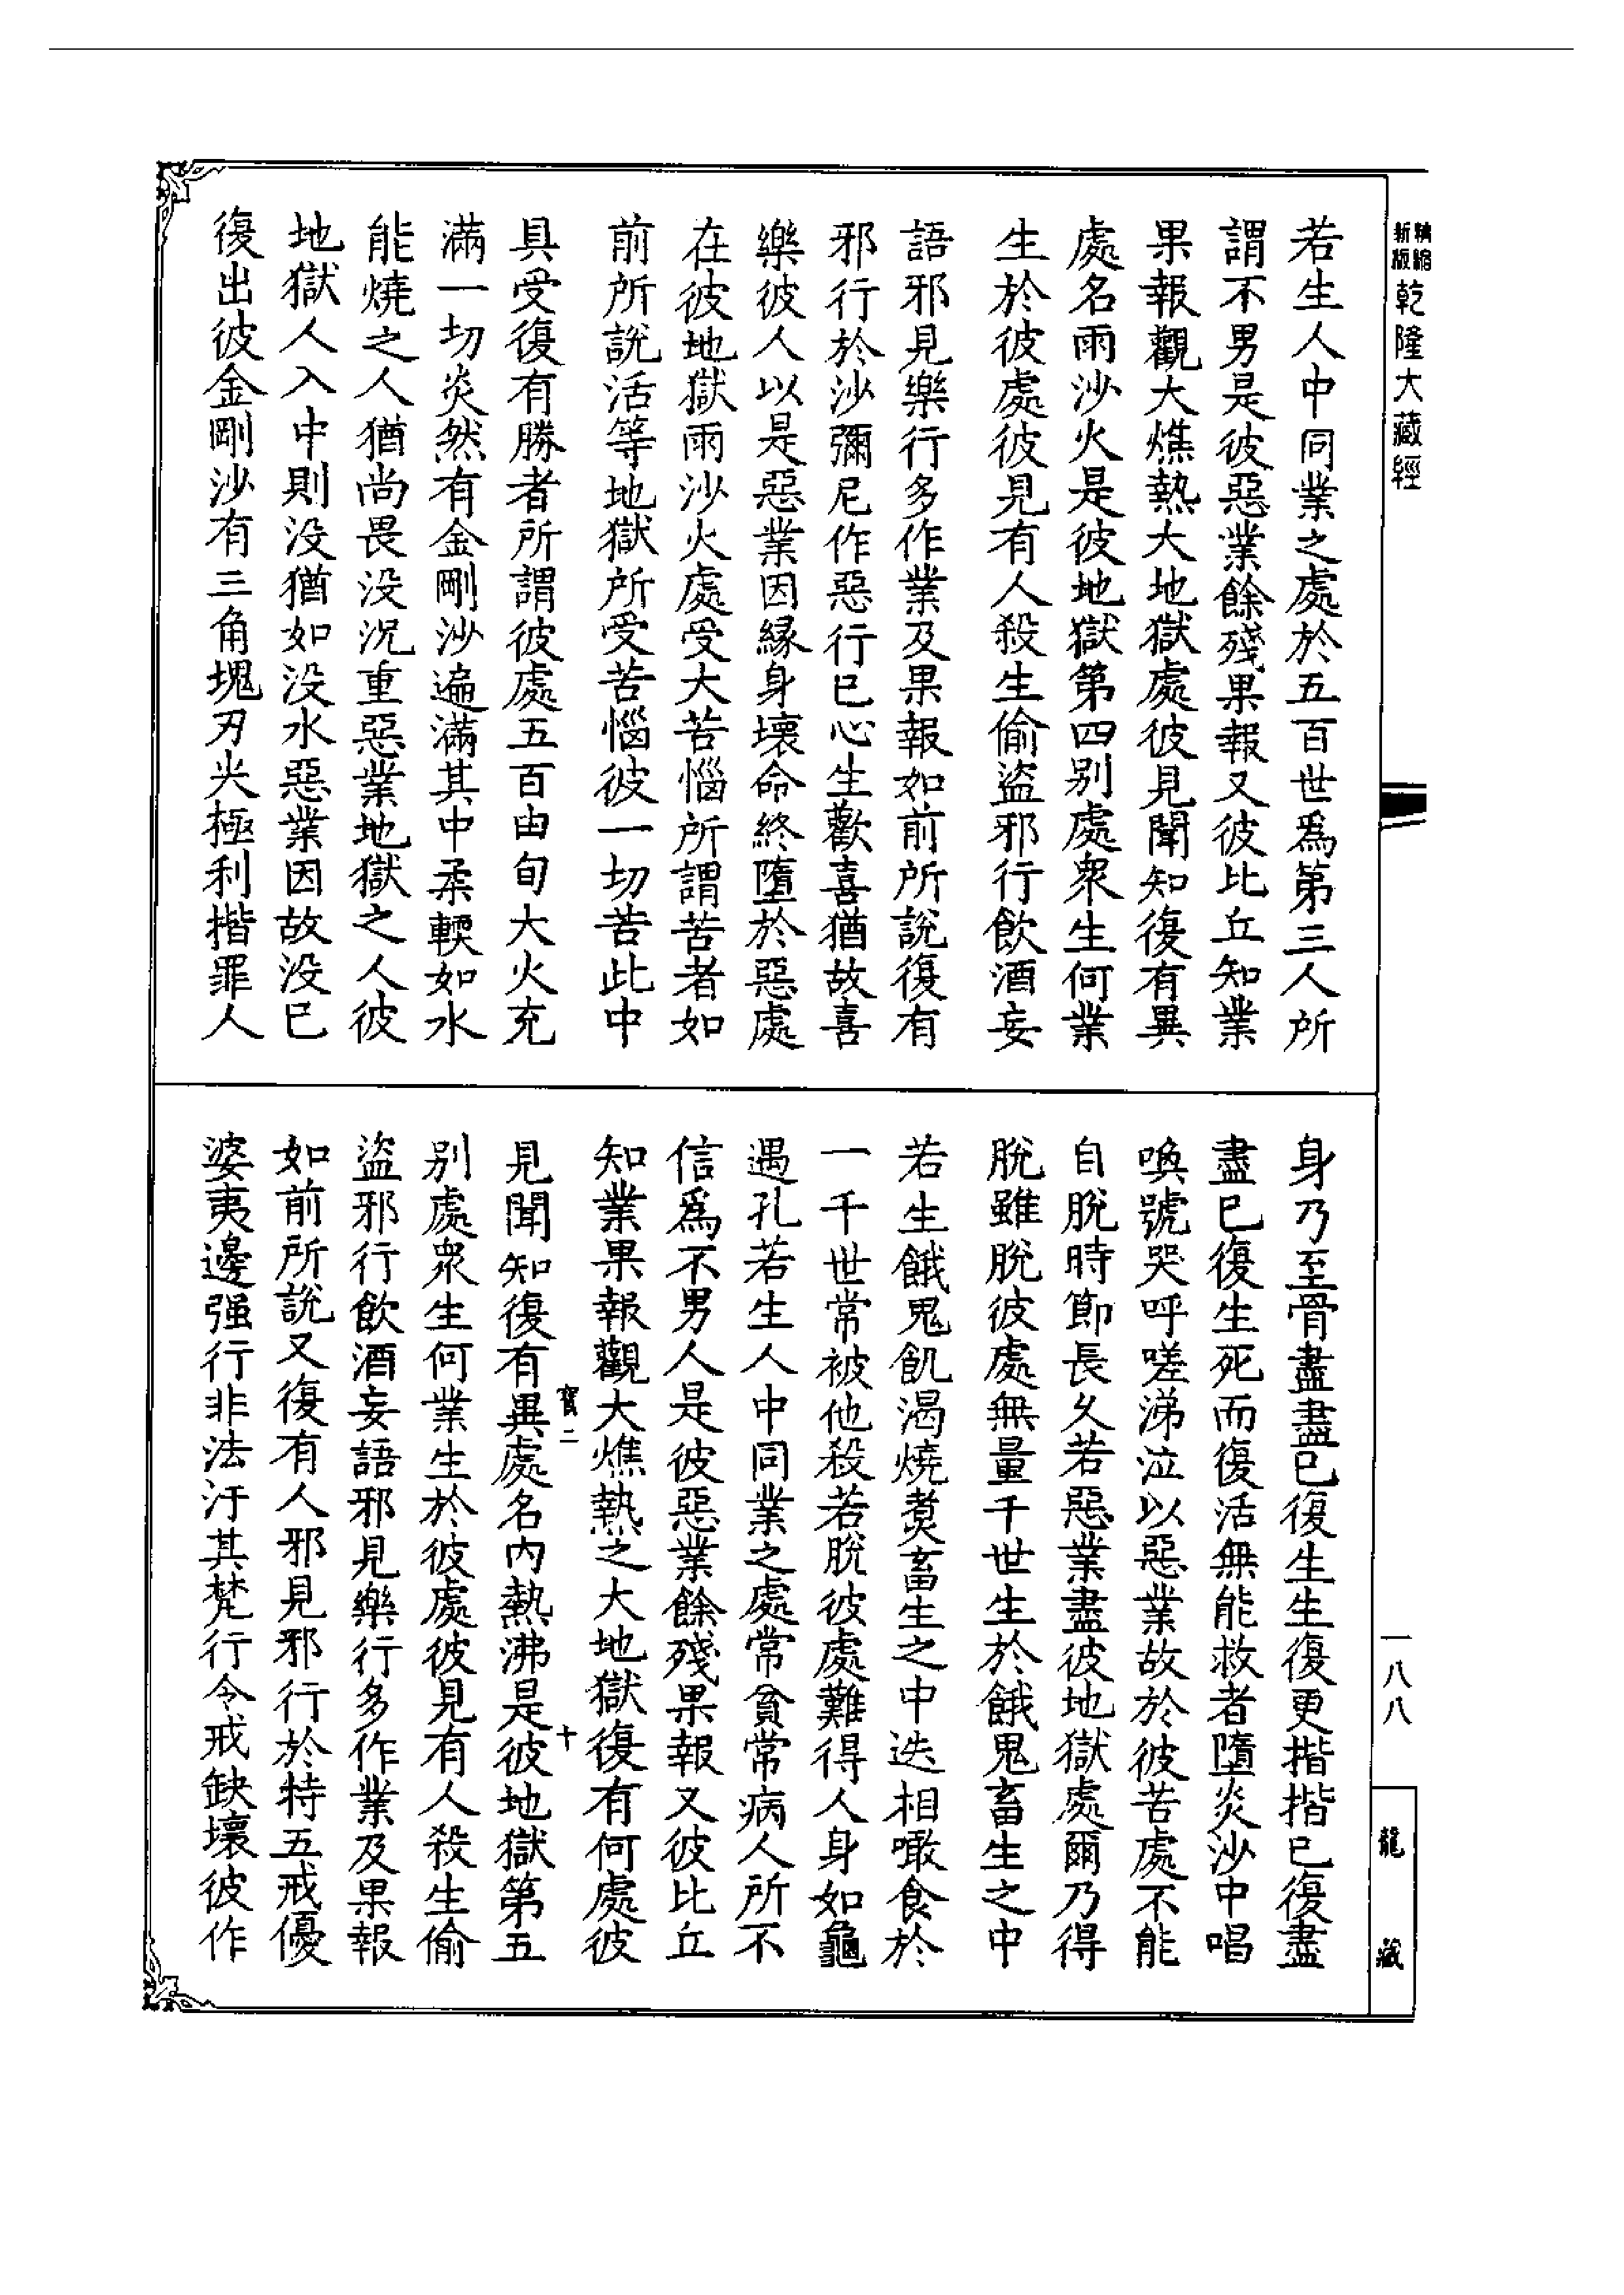 新版精縮乾隆大藏經
若生人中同業之處於五百世爲第三人所
謂不男是彼惡業餘殘果報又彼比丘知業
果報觀大燋熱大地獄處彼見聞知復有異
處名雨沙火是彼地獄第四別處衆生何業
生於彼處彼見有人殺生偷盜邪行飲酒妄
語邪見樂行多作業及果報如前所說復有
邪行於沙彌尼作惡行已心生歡喜猶故喜
樂彼人以是惡業因緣身壞命終墮於惡處
在彼地獄雨沙火處受大苦惱所謂苦者如
前所說活等地獄所受苦惱彼一切苦此中
具受復有勝者所謂彼處五百由旬大火充
滿一切炎然有金剛沙遍滿其中柔輭如水
能燒之人猶尚畏没況重惡業地獄之人彼
地獄人入中則没猶如没水惡業因故没已
復出彼金剛沙有三角塊刃尖極利揩罪人
身乃至骨盡盡已復生生復更揩揩已復盡
盡已復生死而復活無能救者墮炎沙中唱
喚號哭呼嗟涕泣以惡業故於彼苦處不能
自脫時節長久若惡業盡彼地獄處爾乃得
脫雖脫彼處無量千世生於餓鬼畜生之中
若生餓鬼飢渴燒煑畜生之中迭相噉食於
一千世常被他殺若脫彼處難得人身如龜
遇孔若生人中同業之處常貧常病人所不
信爲不男人是彼惡業餘殘果報又彼比丘
知業果報觀大燋熱之大地獄復有何處彼
寶二 十
見聞知復有異處名內熱沸是彼地獄第五
別處衆生何業生於彼處彼見有人殺生偷
盜邪行飲酒妄語邪見樂行多作業及果報
如前所說又復有人邪見邪行於持五戒優
婆夷邊强行非法汙其梵行令戒缺壞彼作
一八八
龍藏